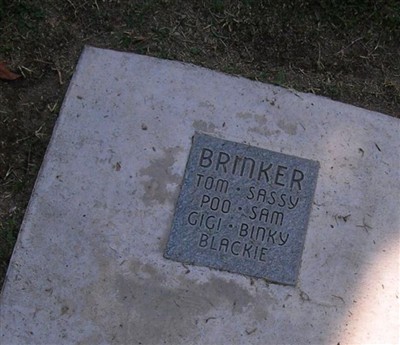 BRINKER
TOM · SASSY
POO · SAM
GIGI · BINKY
BLACKIE